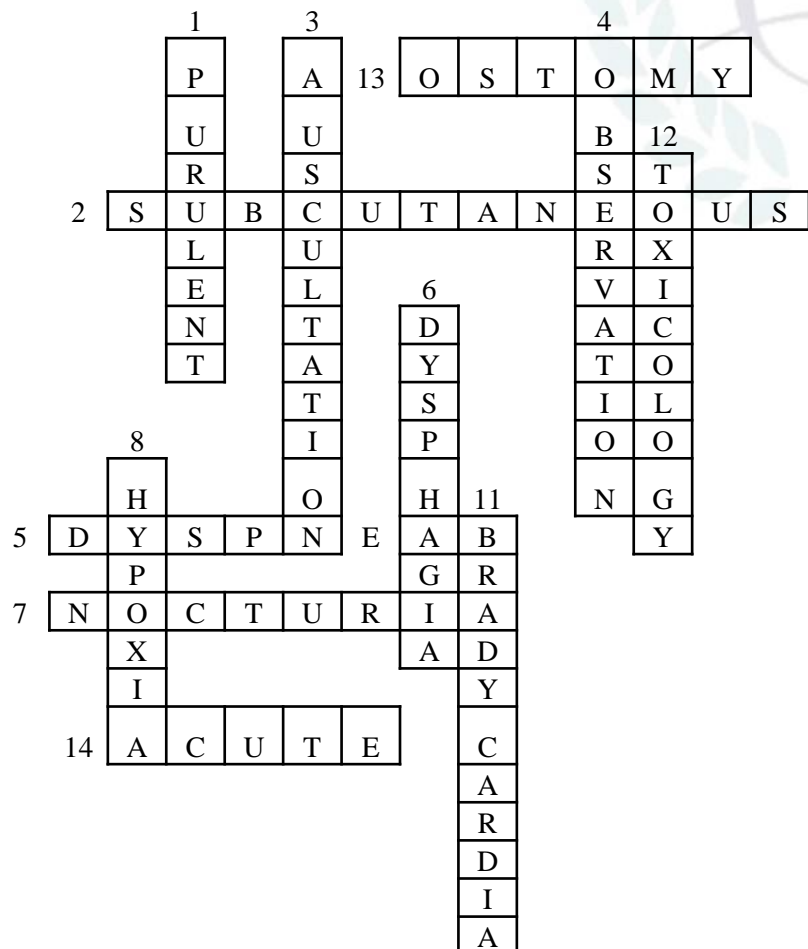 1 3 4
P A 13 O S T O M Y
U U B 12
R S S T
2 S U B C U T A N E O U S
L U R X
E L 6 V I
N T D A C
T A Y T O
T S I L
8 I P O O
H O H 11 N G
5 D Y S P N E A B Y
P G R
7 N O C T U R I A
X A D
I Y
14 A C U T E C
A
R
D
I
A